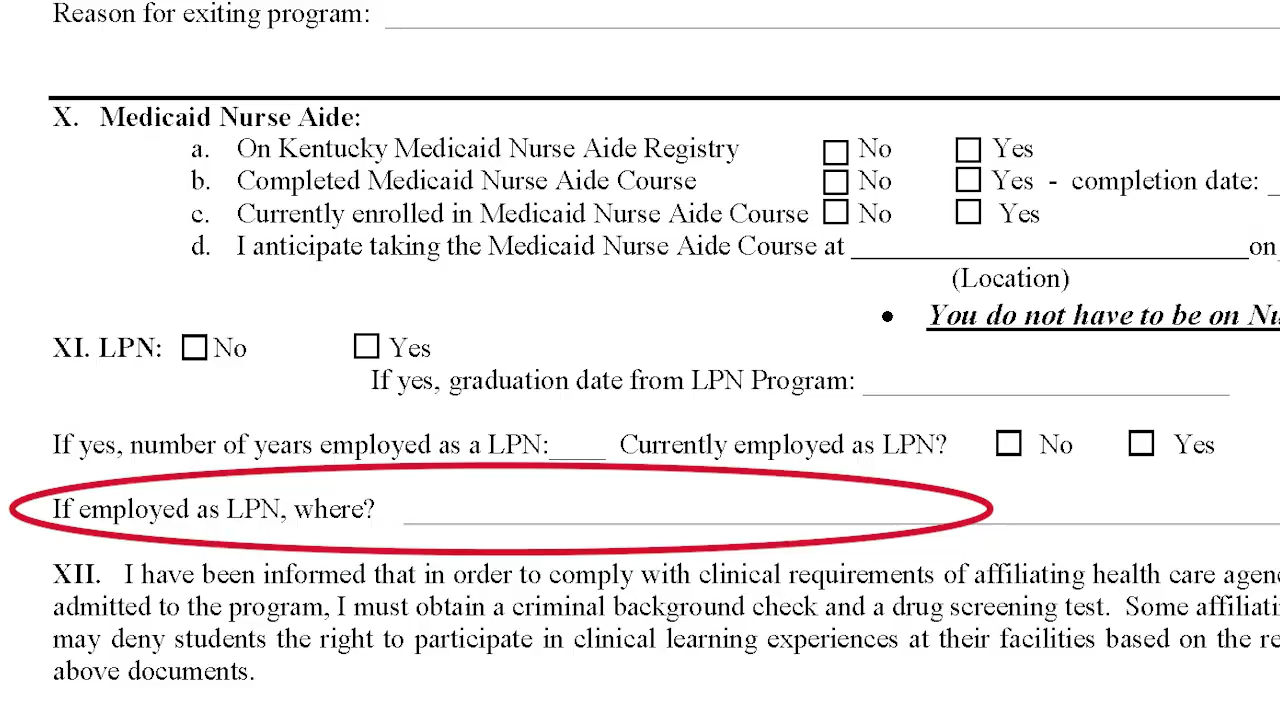 Reason for exiting program:
X. Medicaid Nurse Aide:
a. On Kentucky Medicaid Nurse Aide Registry No Yes
b. Completed Medicaid Nurse Aide Course No Yes - completion date:
c. Currently enrolled in Medicaid Nurse Aide Course No Yes
d. I anticipate taking the Medicaid Nurse Aide Course at on
(Location)
• You do not have to be on
XI. LPN: No Yes
If yes, graduation date from LPN Program:
If yes, number of years employed as a LPN:____ Currently employed as LPN? No Yes
If employed as LPN, where?
XII. I have been informed that in order to comply with clinical requirements of affiliating health care
admitted to the program, I must obtain a criminal background check and a drug screening test. Some
may deny students the right to participate in clinical learning experiences at their facilities based on the
above documents.